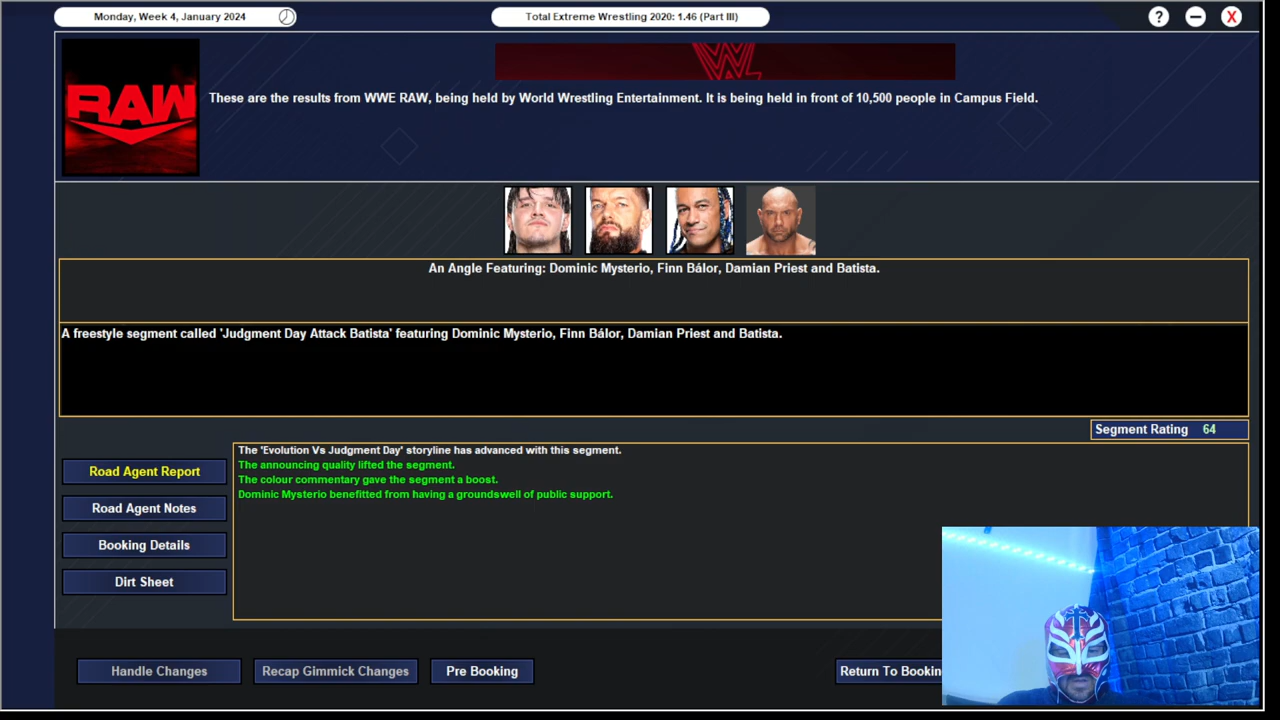 Monday, Week 4, January 2024
Total Extreme Wrestling 2020: 1.46 (Part III)
?
X
RAW
These are the results from WWE RAW, being held by World Wrestling Entertainment. It is being held in front of 10,500 people in Campus Field.
An Angle Featuring: Dominic Mysterio, Finn Bálor, Damian Priest and Batista.
A freestyle segment called 'Judgment Day Attack Batista' featuring Dominic Mysterio, Finn Bálor, Damian Priest and Batista.
Segment Rating 64
Road Agent Report
Road Agent Notes
Booking Details
Dirt Sheet
The 'Evolution Vs Judgment Day' storyline has advanced with this segment.
The announcing quality lifted the segment.
The colour commentary gave the segment a boost.
Dominic Mysterio benefitted from having a groundswell of public support.
Handle Changes
Recap Gimmick Changes
Pre Booking
Return To Bookin